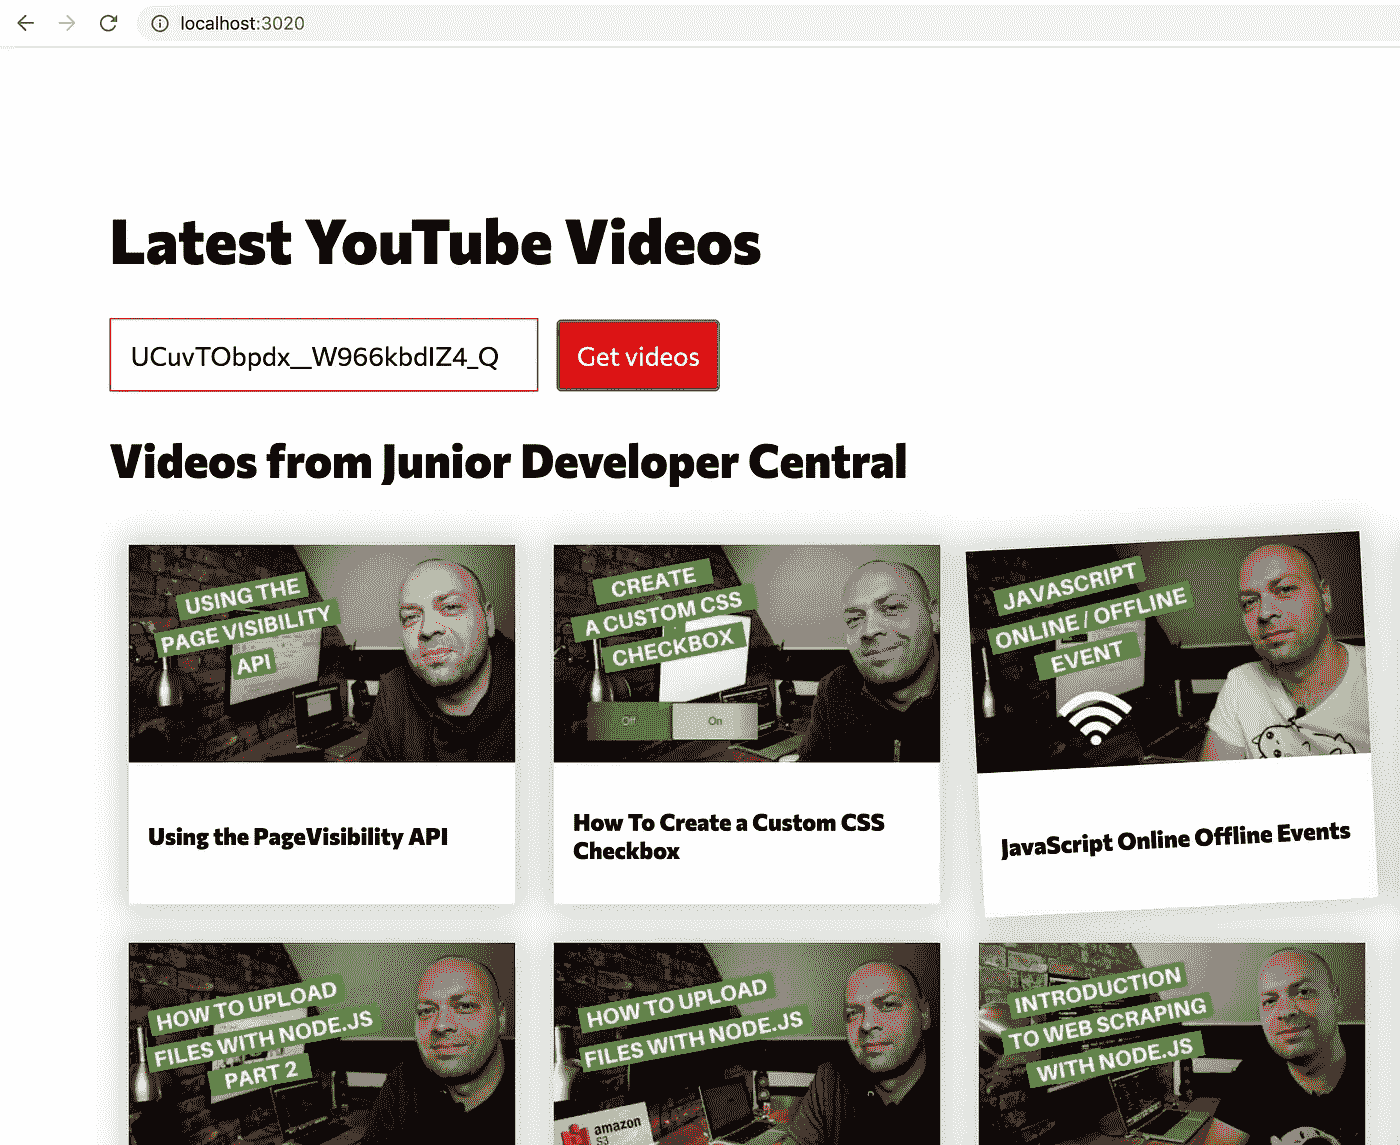 localhost:3020
Latest YouTube Videos
UCuvTObpdx__W966kbdIZ4_Q
Get videos
Videos from Junior Developer Central
USING THE
PAGE VISIBILITY
API
CREATE
A CUSTOM CSS
CHECKBOX
Off
On
JAVASCRIPT
ONLINE / OFFLINE
EVENT
Using the PageVisibility API
How To Create a Custom CSS
Checkbox
JavaScript Online Offline Events
HOW TO UPLOAD
FILES WITH NODE.JS
PART 2
HOW TO UPLOAD
FILES WITH NODE.JS
amazon
S3
INTRODUCTION
TO WEB SCRAPING
WITH NODE.JS